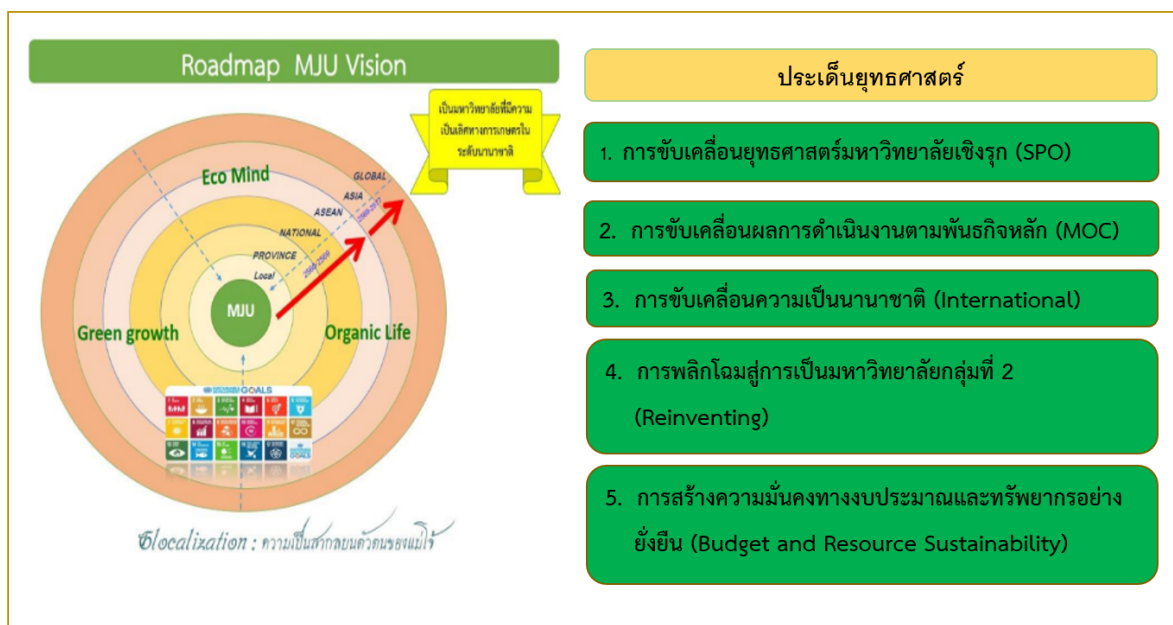 Roadmap MJU Vision
เป็นมหาวิทยาลัยที่มีความ
เป็นเลิศทางการเกษตรใน
ระดับนานาชาติ
GLOBAL
ASIA
ASEAN
NATIONAL
PROVINCE
Local
Eco Mind
MJU
Green growth
Organic Life
GOALS
Glocalization : ความเป็นสากลบนตัวตนของแม่โจ้
ประเด็นยุทธศาสตร์
1. การขับเคลื่อนยุทธศาสตร์มหาวิทยาลัยเชิงรุก (SPO)
2. การขับเคลื่อนผลการดำเนินงานตามพันธกิจหลัก (MOC)
3. การขับเคลื่อนความเป็นนานาชาติ (International)
4. การพลิกโฉมสู่การเป็นมหาวิทยาลัยกลุ่มที่ 2
(Reinventing)
5. การสร้างความมั่นคงทางงบประมาณและทรัพยากรอย่าง
ยั่งยืน (Budget and Resource Sustainability)